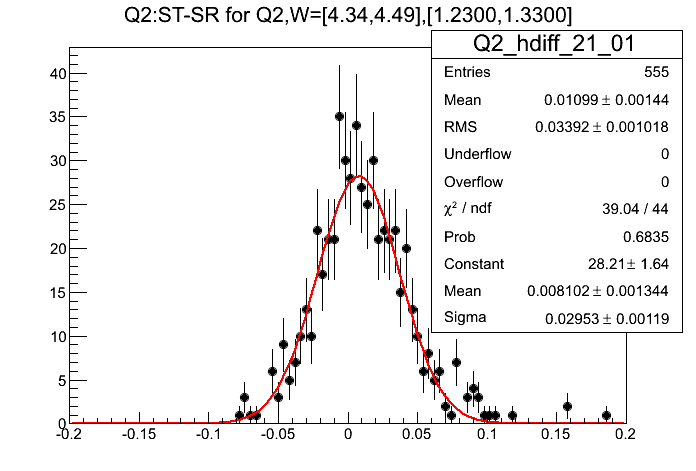 Q2:ST-SR for Q2,W=[4.34,4.49],[1.2300,1.3300]
Q2_hdiff_21_01
Entries 555
Mean 0.01099 ± 0.00144
RMS 0.03392 ± 0.001018
Underflow 0
Overflow 0
χ² / ndf 39.04 / 44
Prob 0.6835
Constant 28.21 ± 1.64
Mean 0.008102 ± 0.001344
Sigma 0.02953 ± 0.00119
40
35
30
25
20
15
10
5
0
-0.2 -0.15 -0.1 -0.05 0 0.05 0.1 0.15 0.2